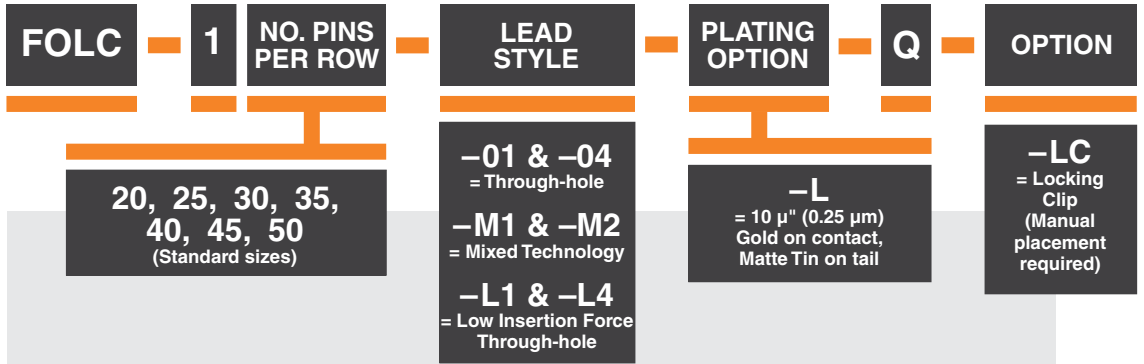 FOLC – 1 NO. PINS PER ROW – LEAD STYLE – PLATING OPTION – Q – OPTION
20, 25, 30, 35,
40, 45, 50
(Standard sizes)
–01 & –04
= Through-hole
–M1 & –M2
= Mixed Technology
–L1 & –L4
= Low Insertion Force
Through-hole
–L
= 10 µ" (0.25 µm)
Gold on contact,
Matte Tin on tail
–LC
= Locking
Clip
(Manual
placement
required)